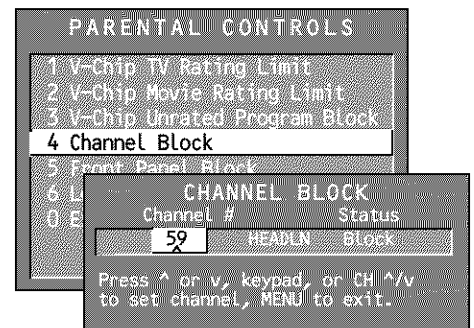 PARENTAL CONTROLS
1 V-Chip TV Rating Limit
2 V-Chip Movie Rating Limit
3 V-Chip Unrated Program Block
4 Channel Block
5 Front Panel Block
6 L
0 E
CHANNEL BLOCK
Channel # Status
59 HEADLN Block
Press ^ or v, keypad, or CH ^/v
to set channel, MENU to exit.